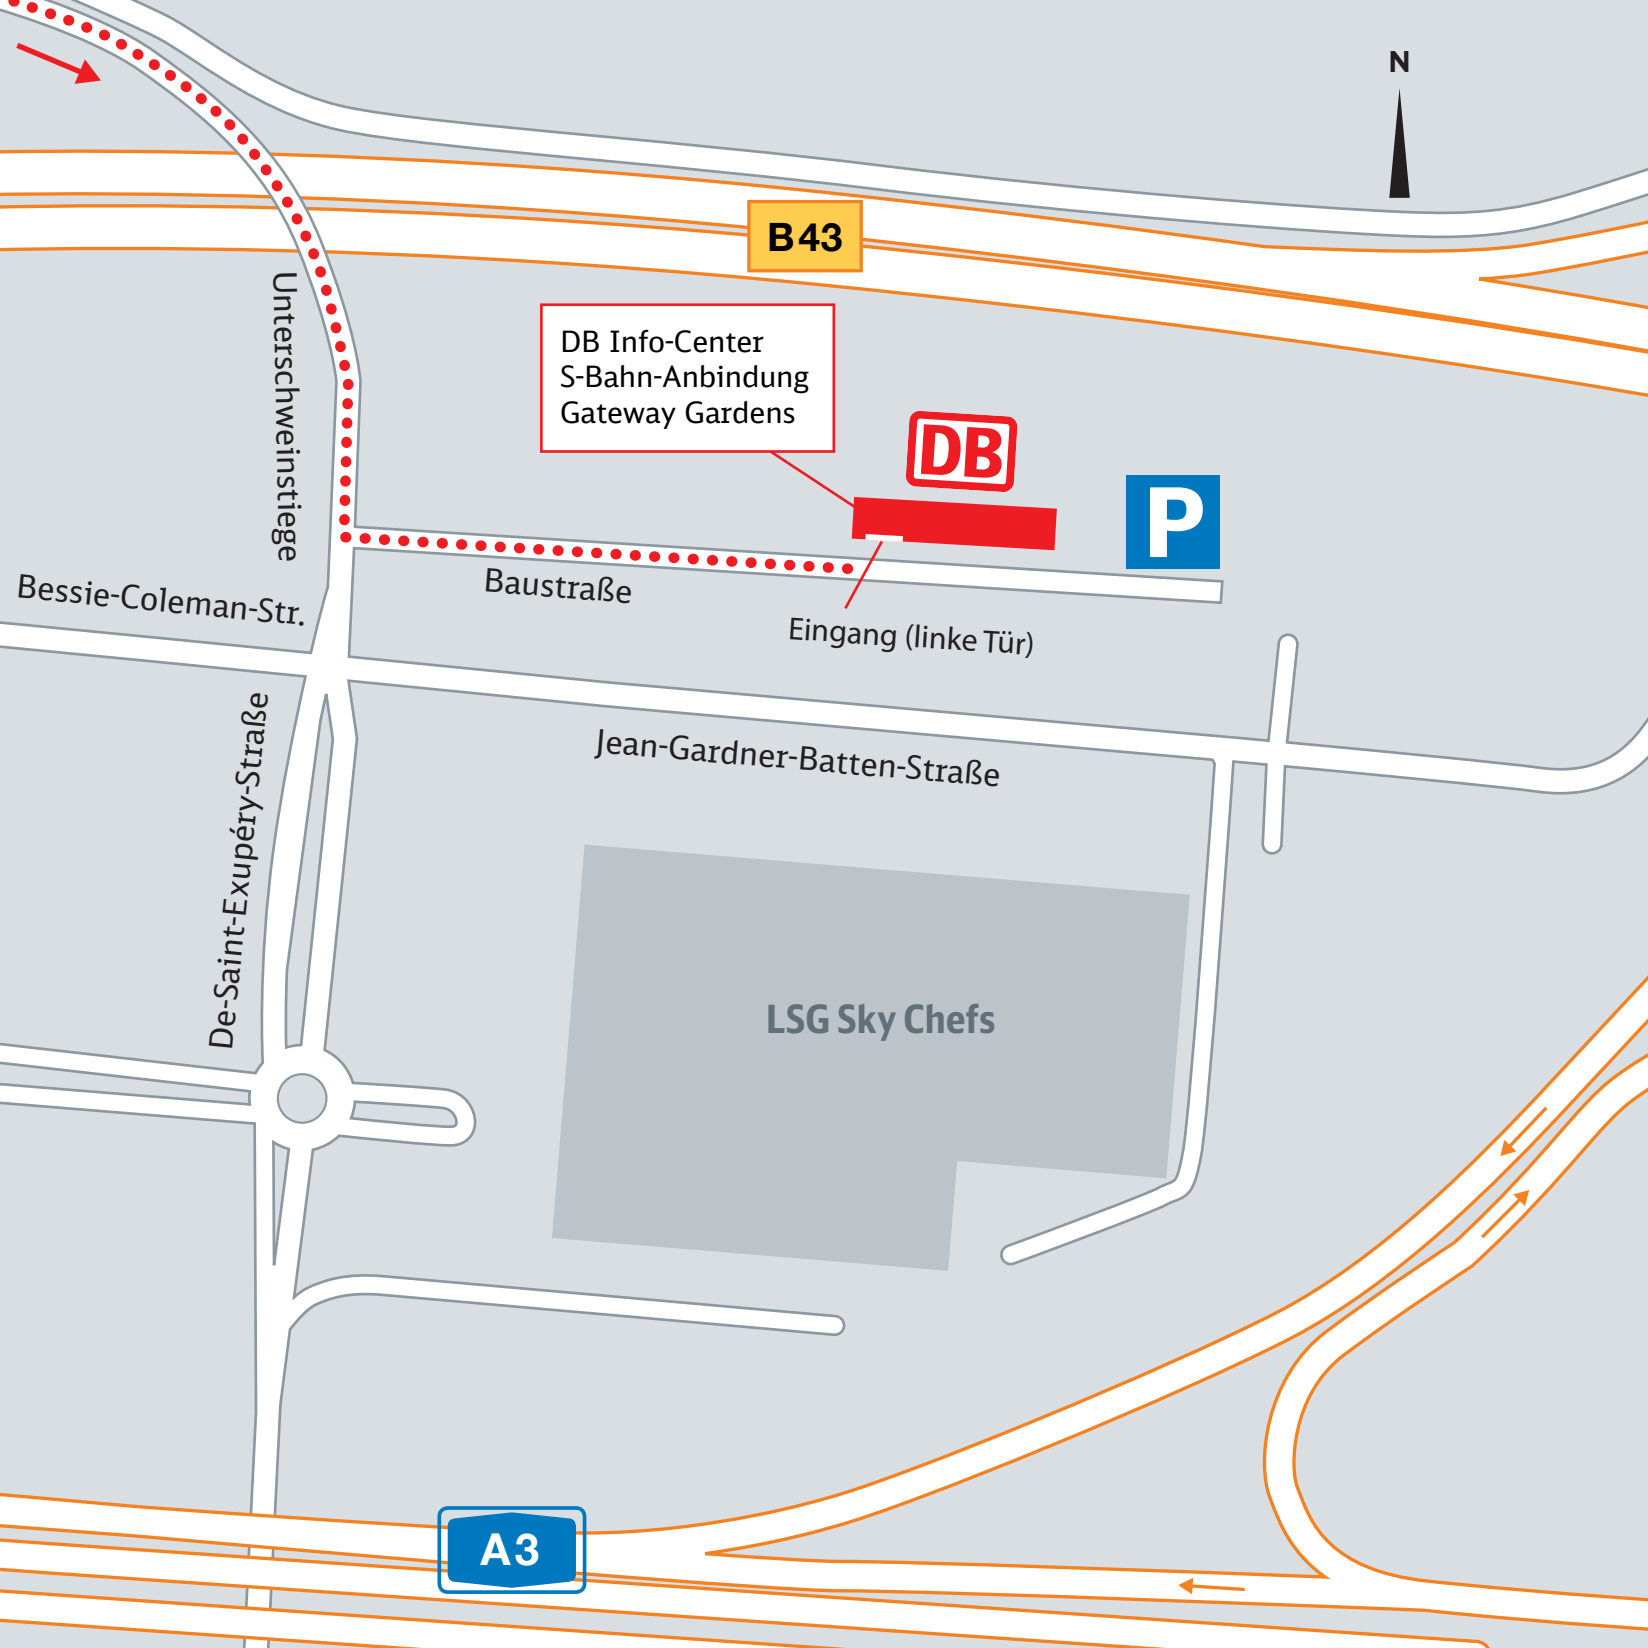 N
B43
Unterschweinstiege
DB Info-Center
S-Bahn-Anbindung
Gateway Gardens
DB
P
Bessie-Coleman-Str.
Baustraße
Eingang (linke Tür)
De-Saint-Exupéry-Straße
Jean-Gardner-Batten-Straße
LSG Sky Chefs
A3